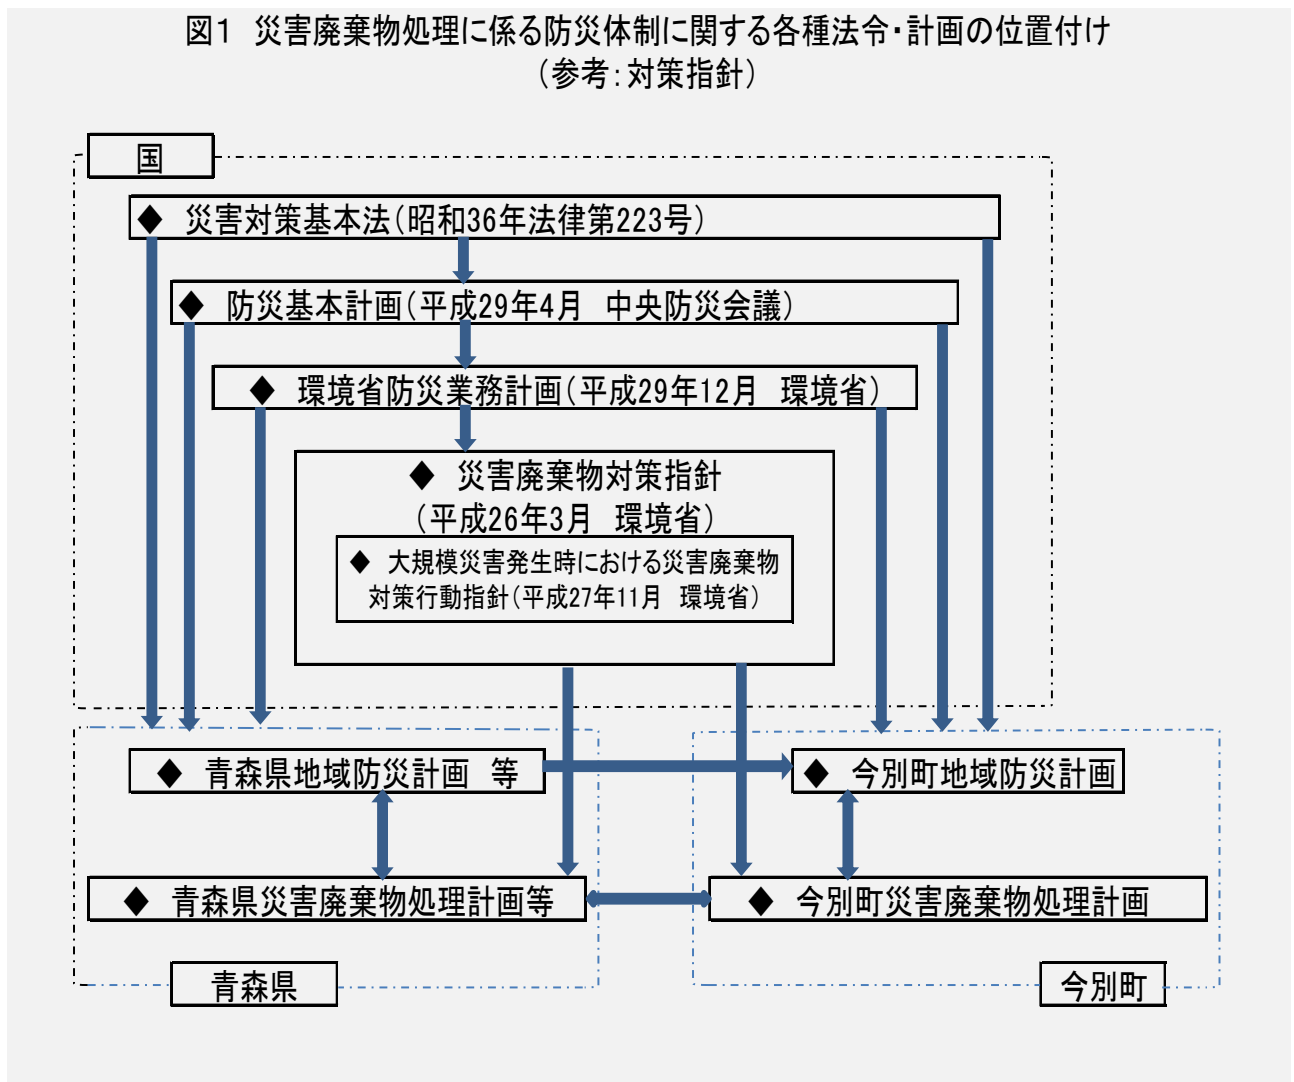 図1　災害廃棄物処理に係る防災体制に関する各種法令・計画の位置付け
（参考：対策指針）
国
◆　災害対策基本法（昭和36年法律第223号）
◆　防災基本計画（平成29年4月　中央防災会議）
◆　環境省防災業務計画（平成29年12月　環境省）
◆　災害廃棄物対策指針
（平成26年3月　環境省）
◆　大規模災害発生時における災害廃棄物
対策行動指針（平成27年11月　環境省）
◆　青森県地域防災計画　等
◆　今別町地域防災計画
◆　青森県災害廃棄物処理計画等
◆　今別町災害廃棄物処理計画
青森県
今別町